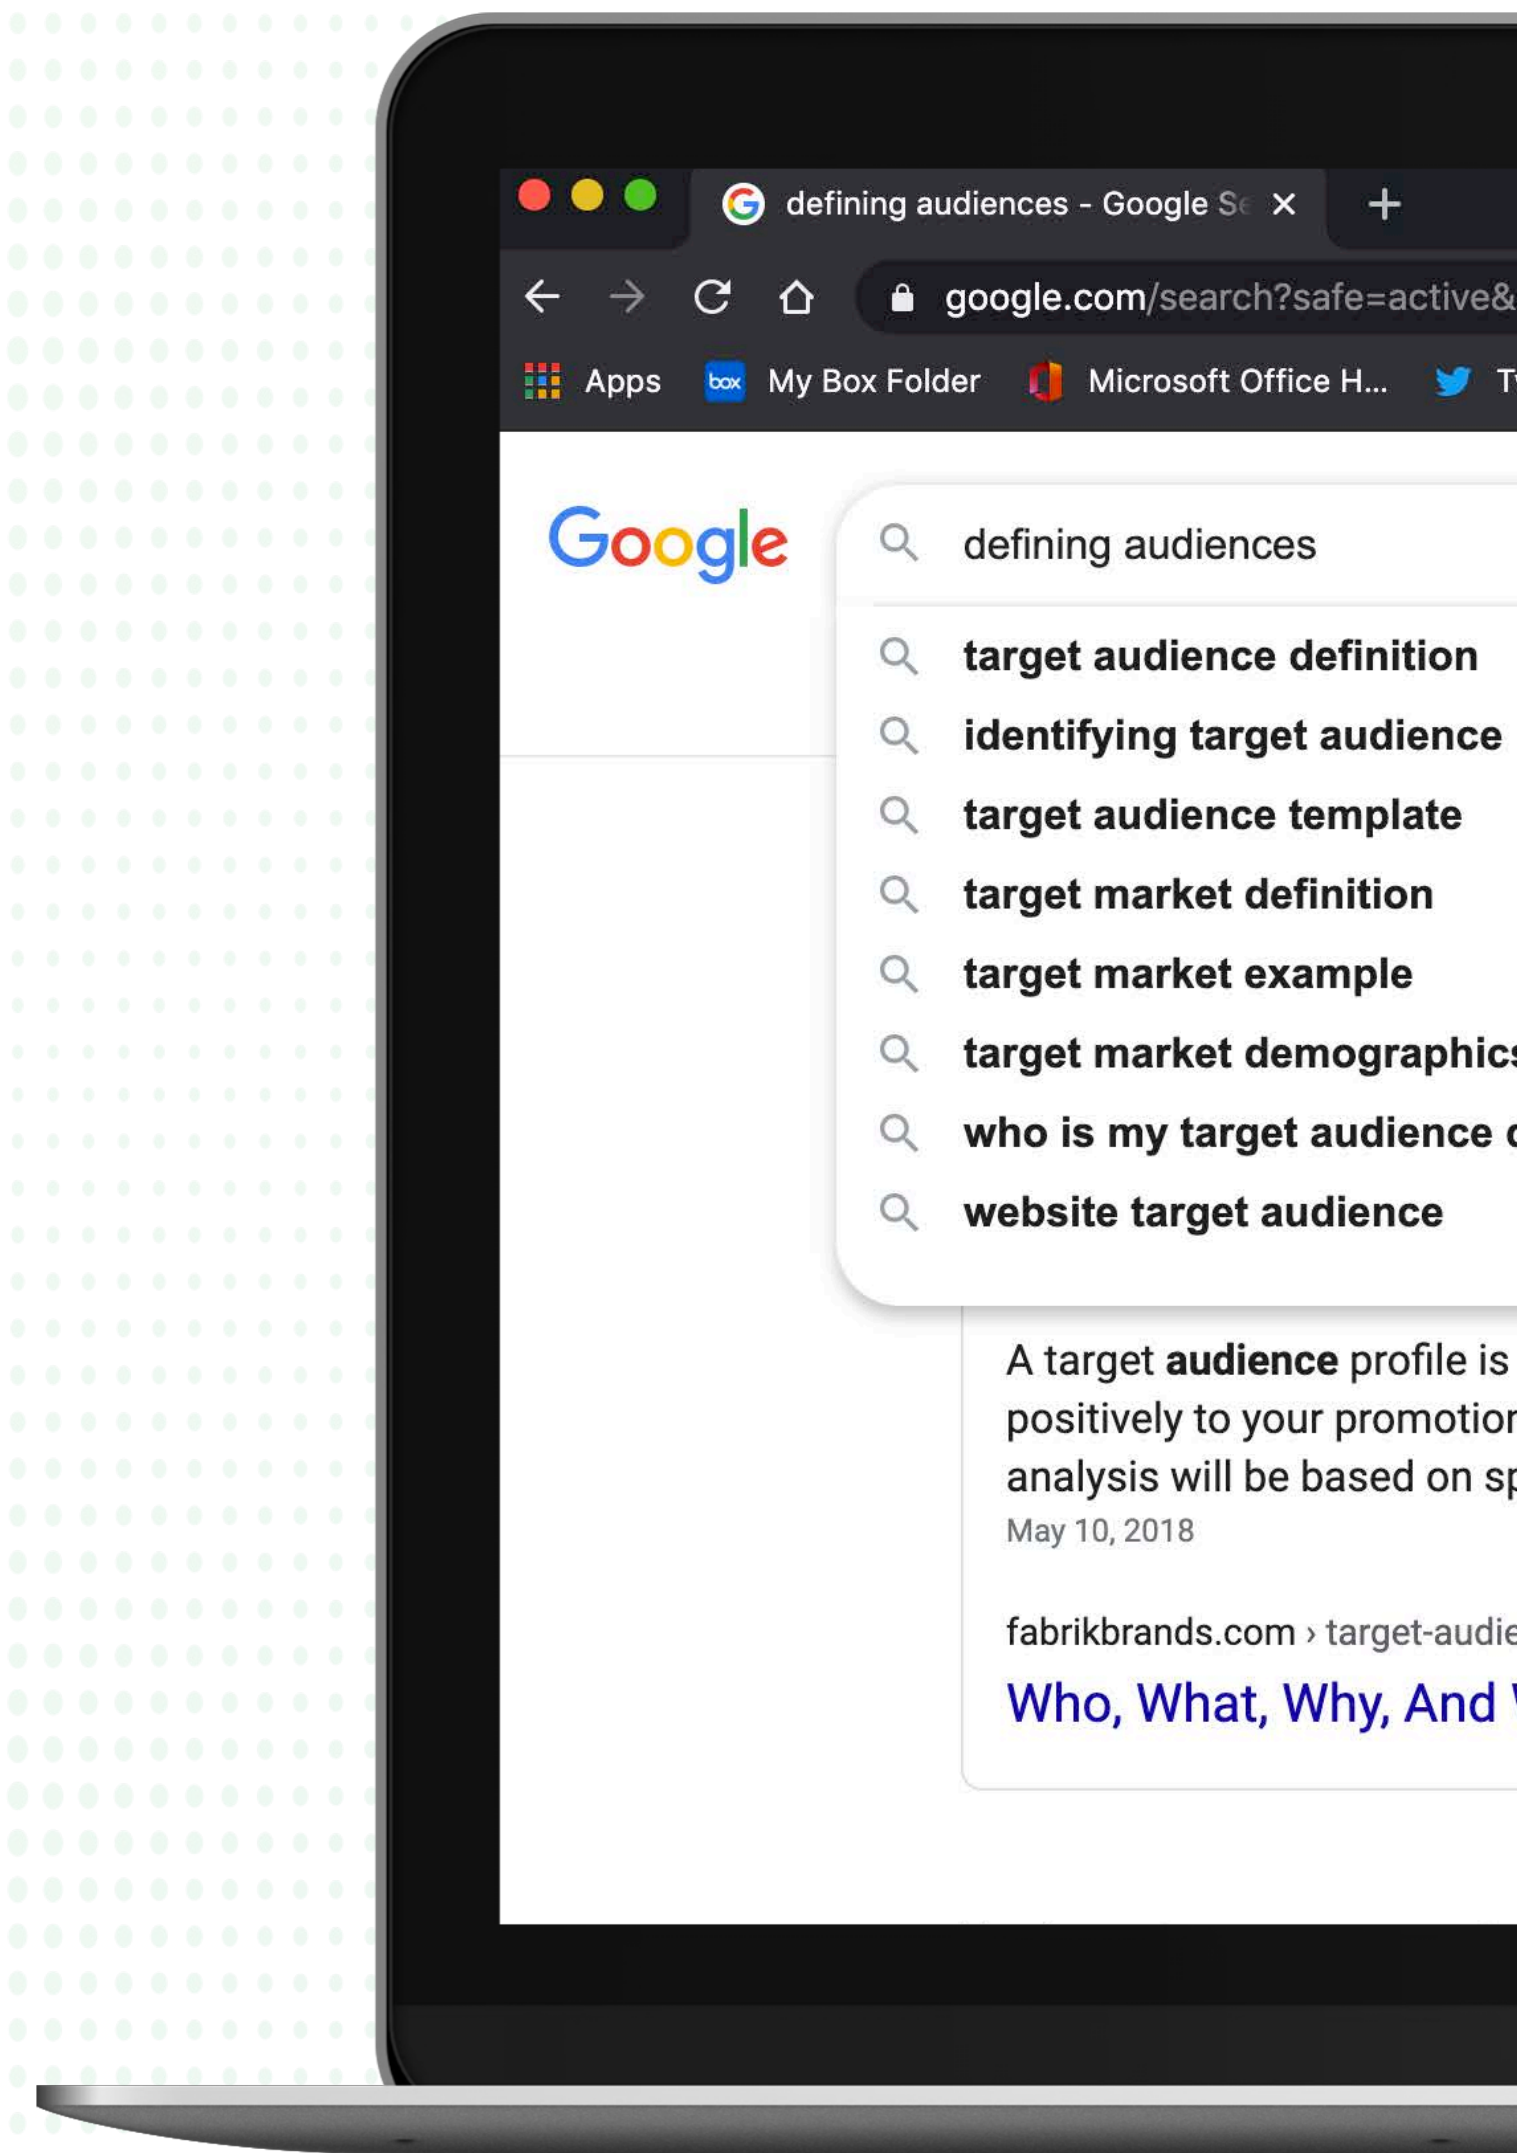 defining audiences - Google Se
google.com/search?safe=active&
Apps box My Box Folder Microsoft Office H...
Google defining audiences
target audience definition
identifying target audience
target audience template
target market definition
target market example
target market demographics
who is my target audience
website target audience
A target audience profile is
positively to your promotion
analysis will be based on
May 10, 2018
fabrikbrands.com › target-audie
Who, What, Why, And